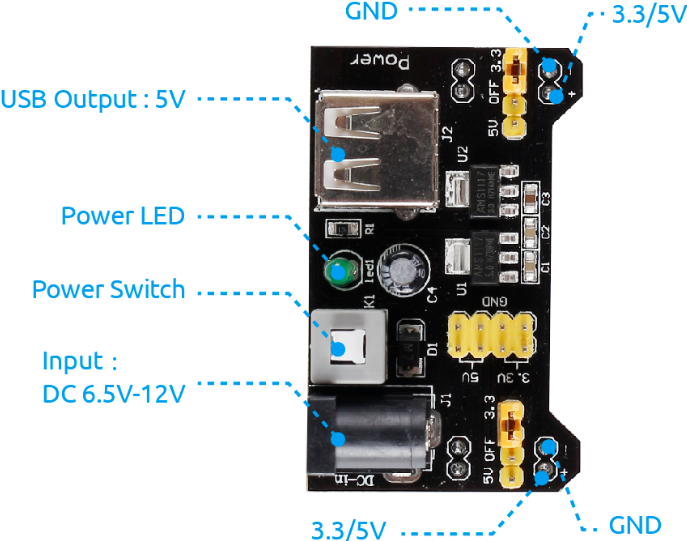 GND
3.3/5V
Power
3.3
OFF
5V
+
USB Output : 5V
J2
U2
AMS1117
C3
C2
C1
Power LED
R1
Led1
AMS1117
U1
C4
Power Switch
K1
GND
D1
5V
3.3V
Input :
DC 6.5V-12V
J1
3.3
OFF
5V
+
DC-in
3.3/5V
GND